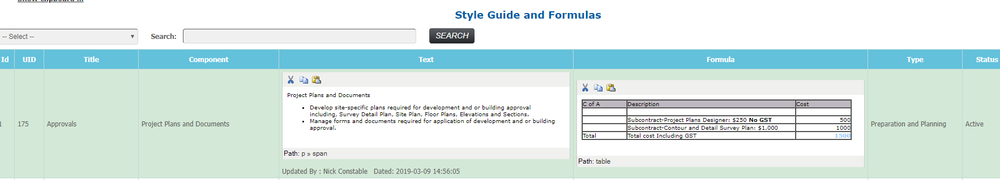 Show Clipboard ...
Style Guide and Formulas
-- Select --
Search:
SEARCH
Id UID Title Component Text Formula Type Status
1 175 Approvals Project Plans and Documents
Project Plans and Documents
• Develop site-specific plans required for development and or building approval
including, Survey Detail Plan, Site Plan, Floor Plans, Elevations and Sections.
• Manage forms and documents required for application of development and or building
approval.
Path: p » span
Updated By : Nick Constable Dated: 2019-03-09 14:56:05
C of A Description Cost
Subcontract-Project Plans Designer: $250 No GST 500
Subcontract-Contour and Detail Survey Plan: $1,000 1000
Total Total cost Including GST 1500
Path: table
Preparation and Planning
Active